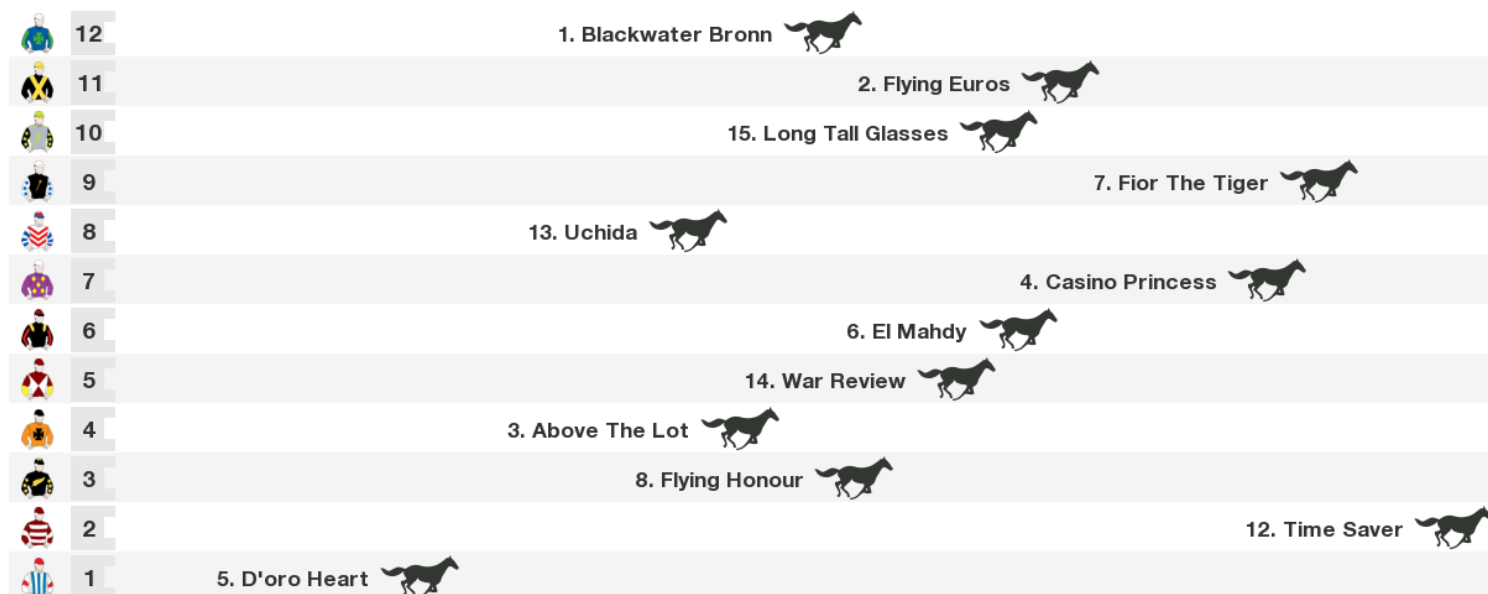 12 1. Blackwater Bronn
11 2. Flying Euros
10 15. Long Tall Glasses
9 7. Fior The Tiger
8 13. Uchida
7 4. Casino Princess
6 6. El Mahdy
5 14. War Review
4 3. Above The Lot
3 8. Flying Honour
2 12. Time Saver
1 5. D'oro Heart